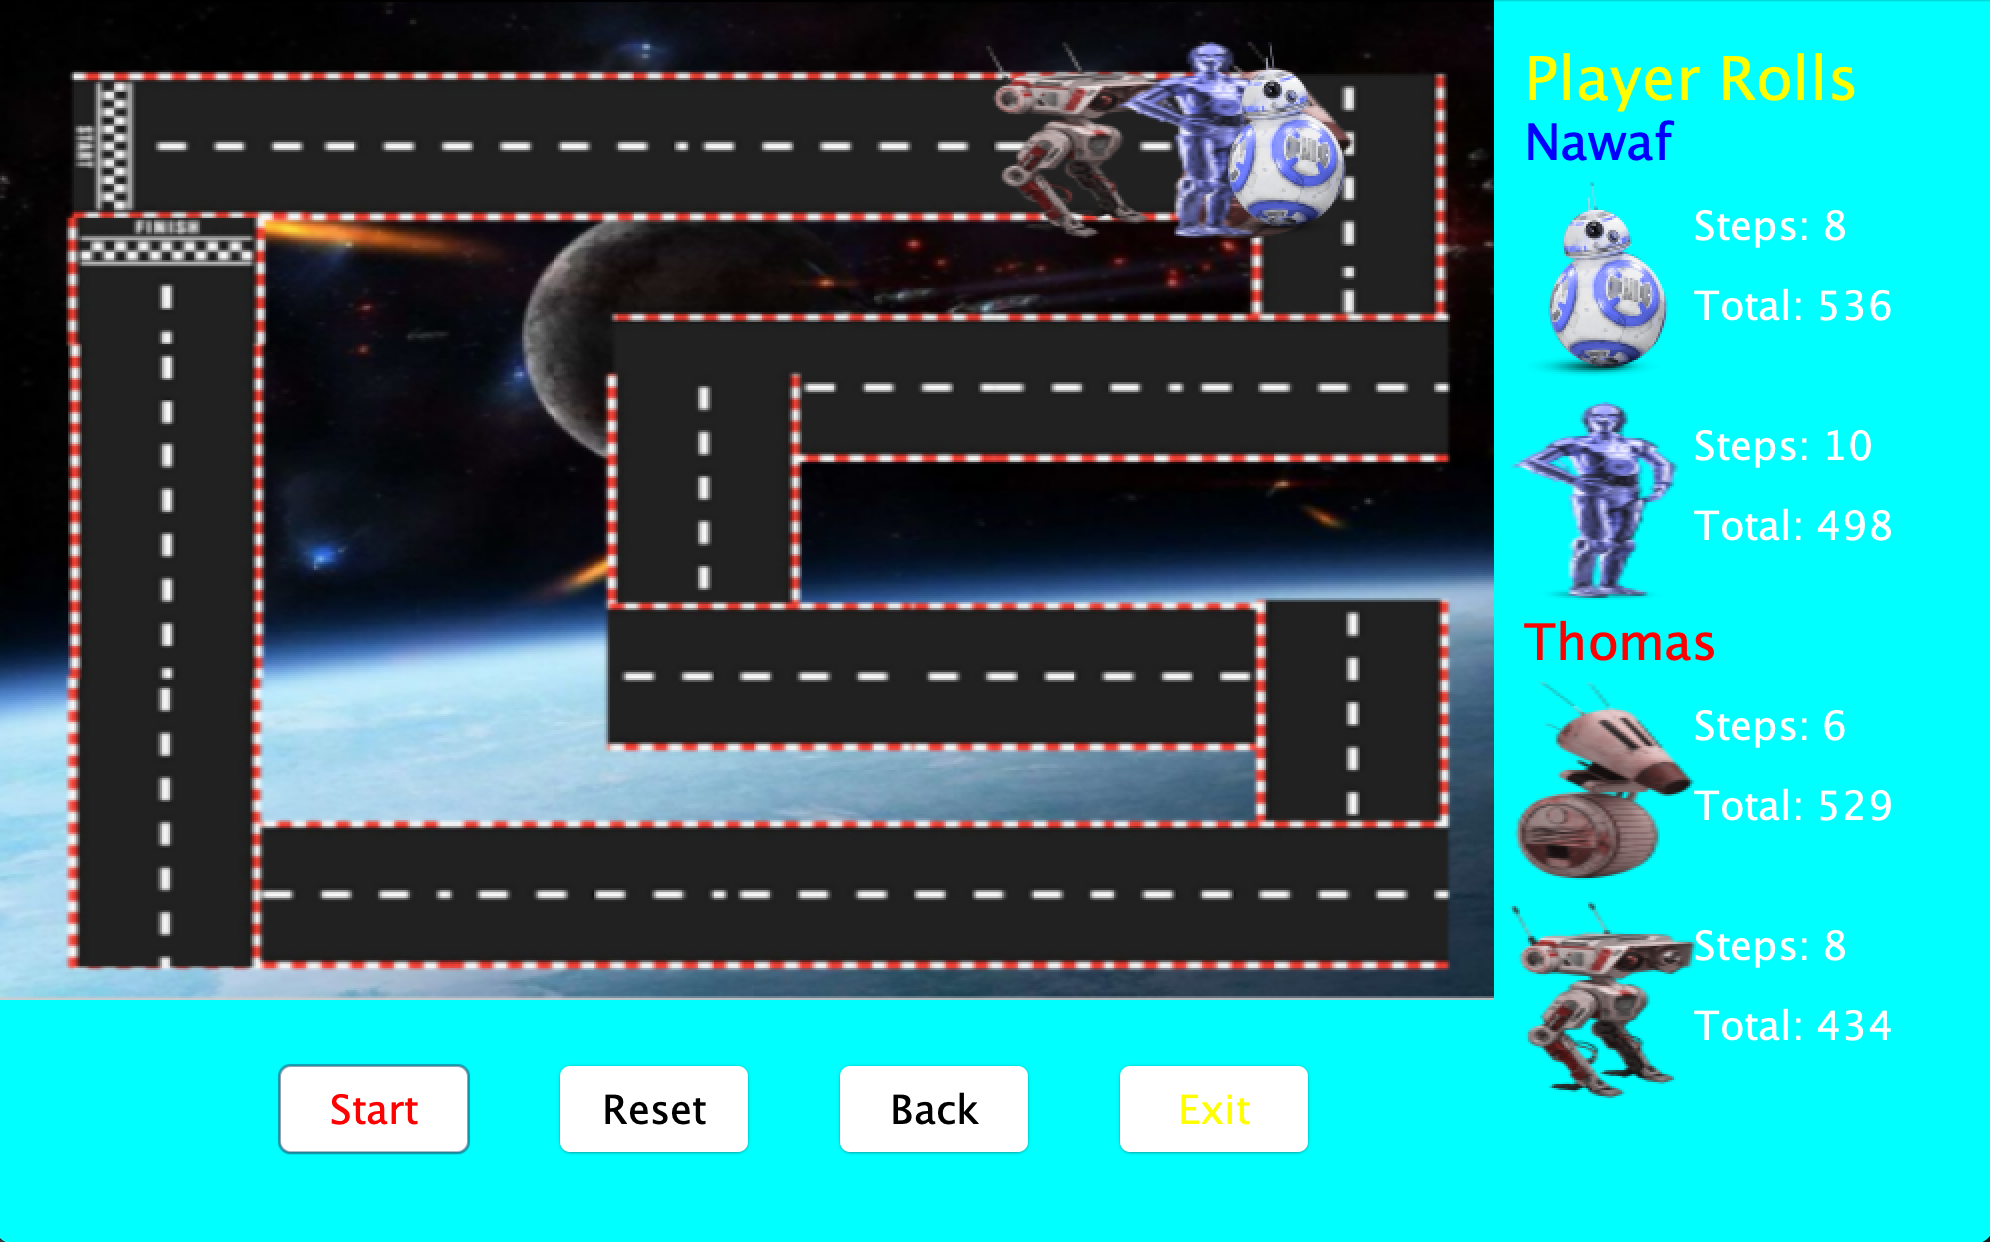 START
FINISH
Player Rolls
Nawaf
Steps: 8
Total: 536
Steps: 10
Total: 498
Thomas
Steps: 6
Total: 529
Steps: 8
Total: 434
Start
Reset
Back
Exit